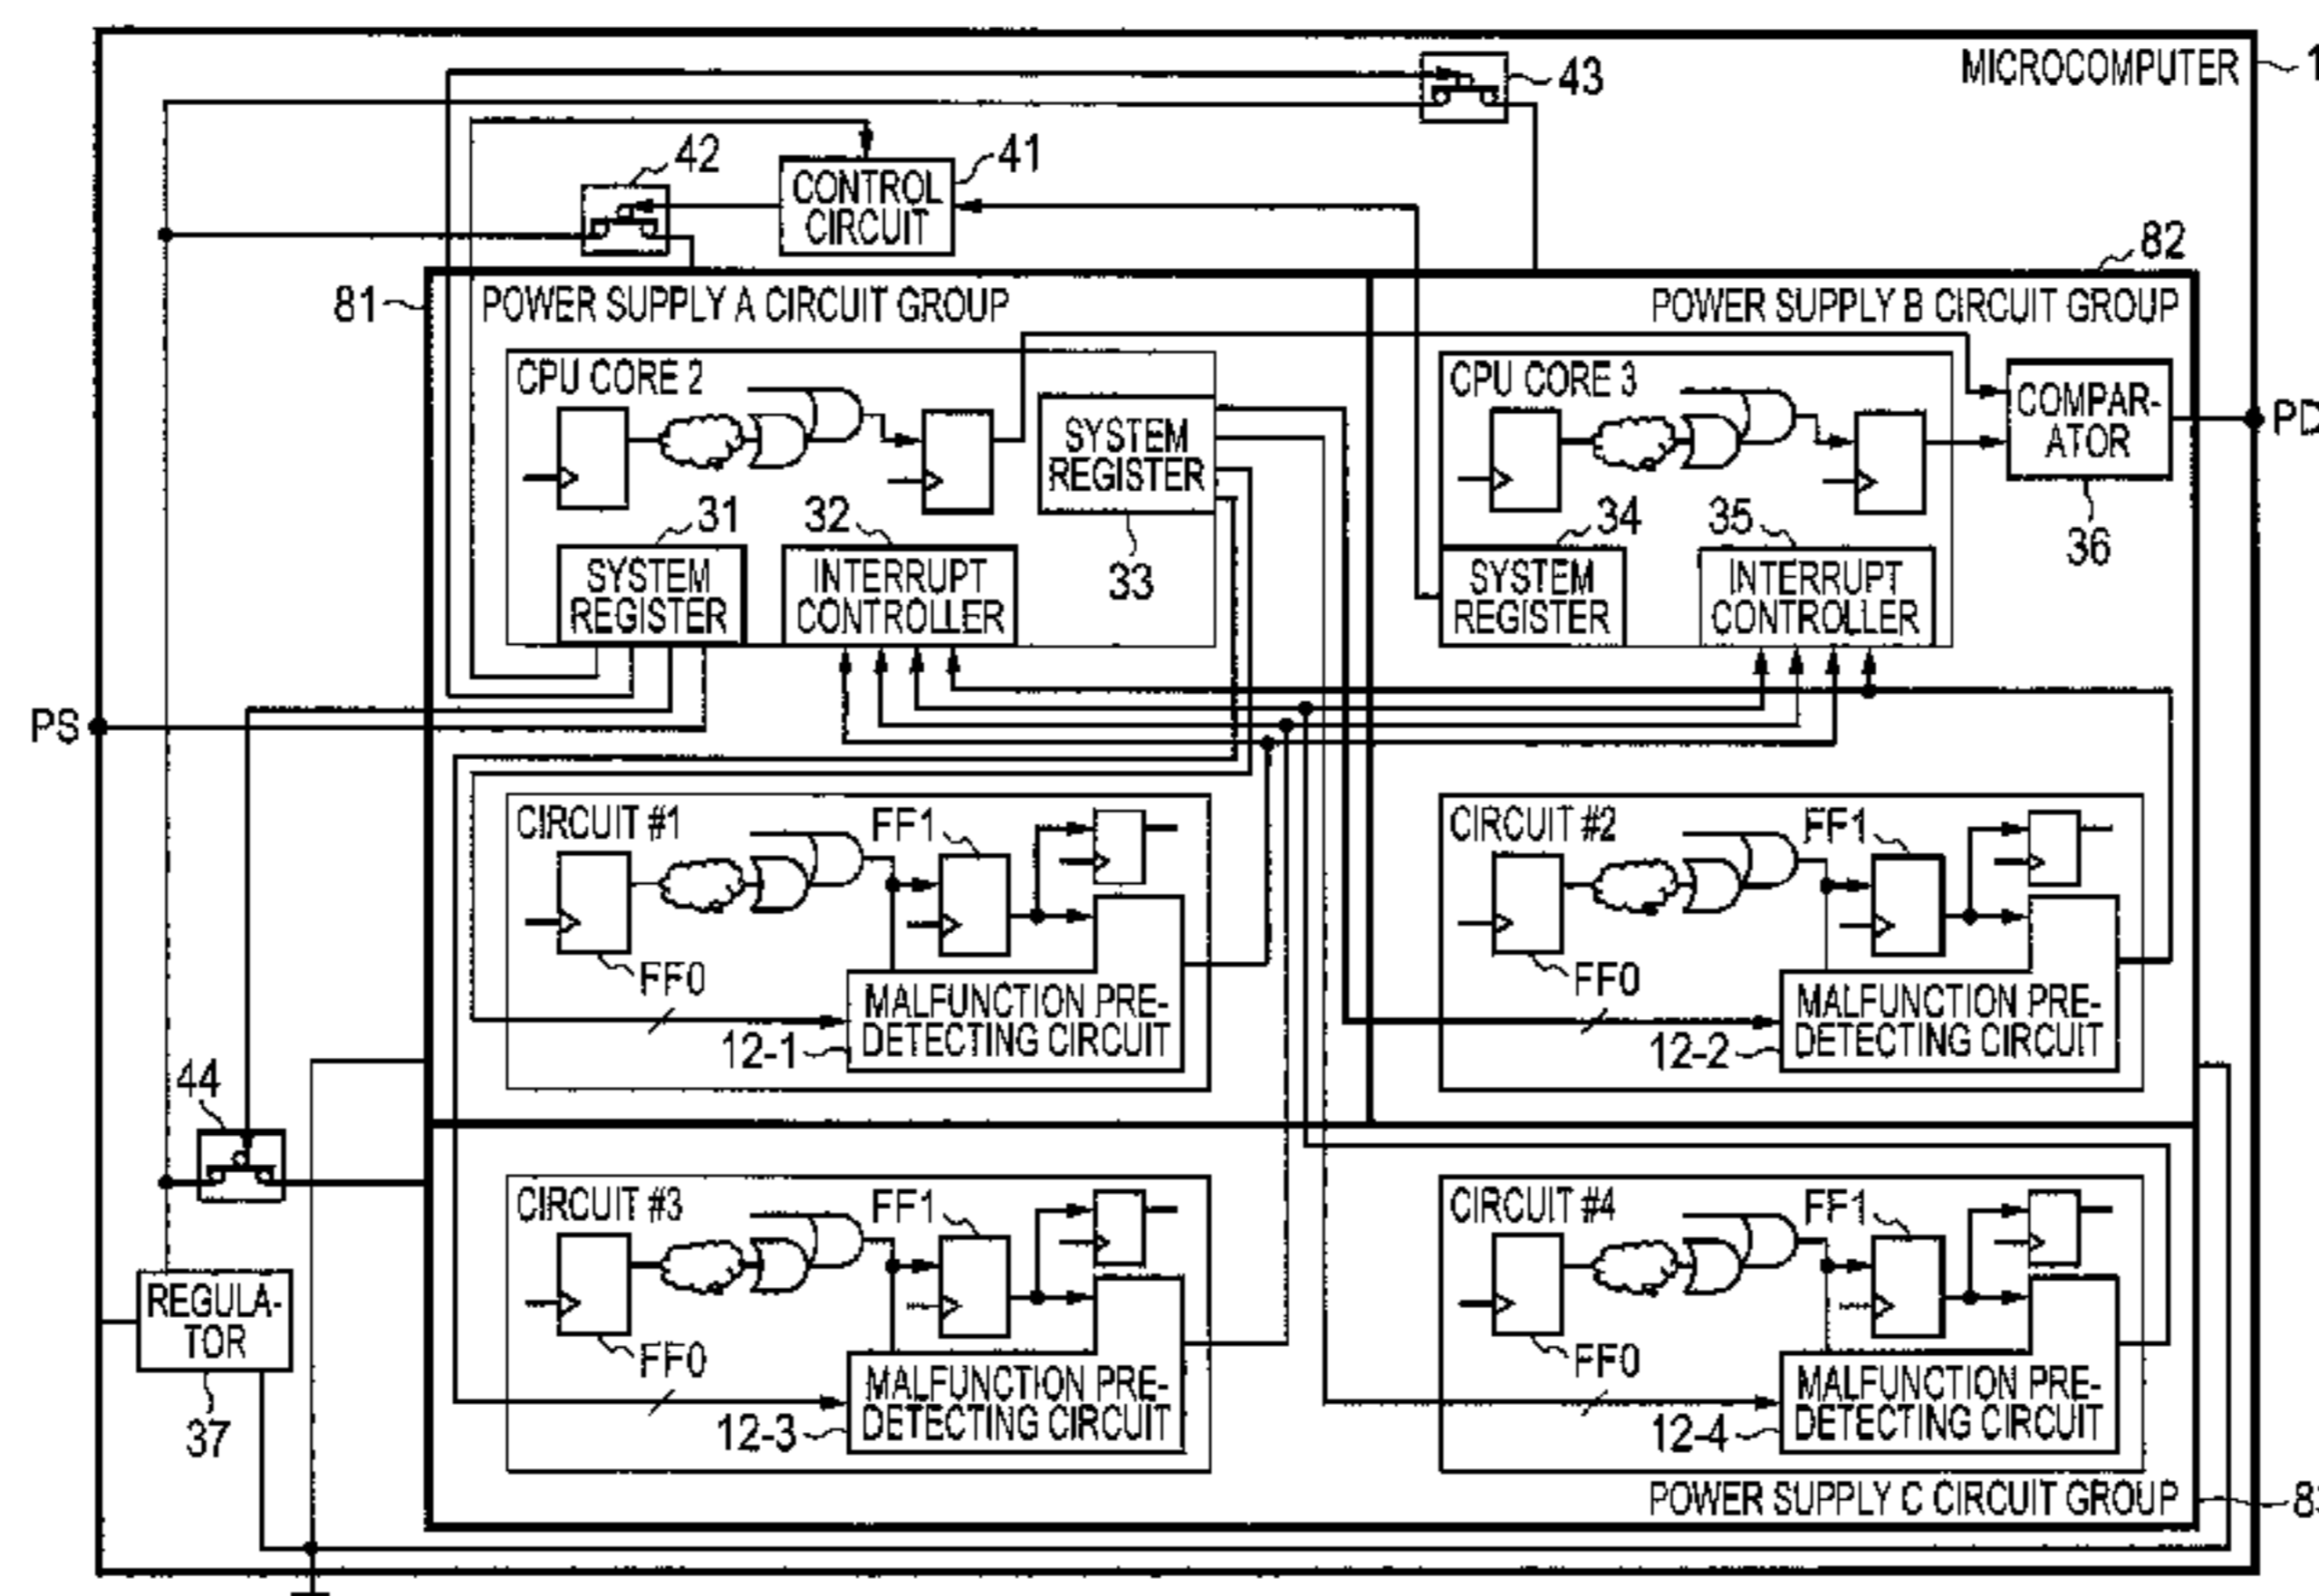 MICROCOMPUTER
1
43
42
41
CONTROL
CIRCUIT
82
81
POWER SUPPLY A CIRCUIT GROUP
POWER SUPPLY B CIRCUIT GROUP
CPU CORE 2
SYSTEM
REGISTER
33
31
SYSTEM
REGISTER
32
INTERRUPT
CONTROLLER
CPU CORE 3
COMPAR-
ATOR
36
PD
34
SYSTEM
REGISTER
35
INTERRUPT
CONTROLLER
PS
CIRCUIT #1
FF1
FF0
MALFUNCTION PRE-
DETECTING CIRCUIT
12-1
CIRCUIT #2
FF1
FF0
MALFUNCTION PRE-
DETECTING CIRCUIT
12-2
44
CIRCUIT #3
FF1
FF0
MALFUNCTION PRE-
DETECTING CIRCUIT
12-3
CIRCUIT #4
FF1
FF0
MALFUNCTION PRE-
DETECTING CIRCUIT
12-4
REGULA-
TOR
37
POWER SUPPLY C CIRCUIT GROUP